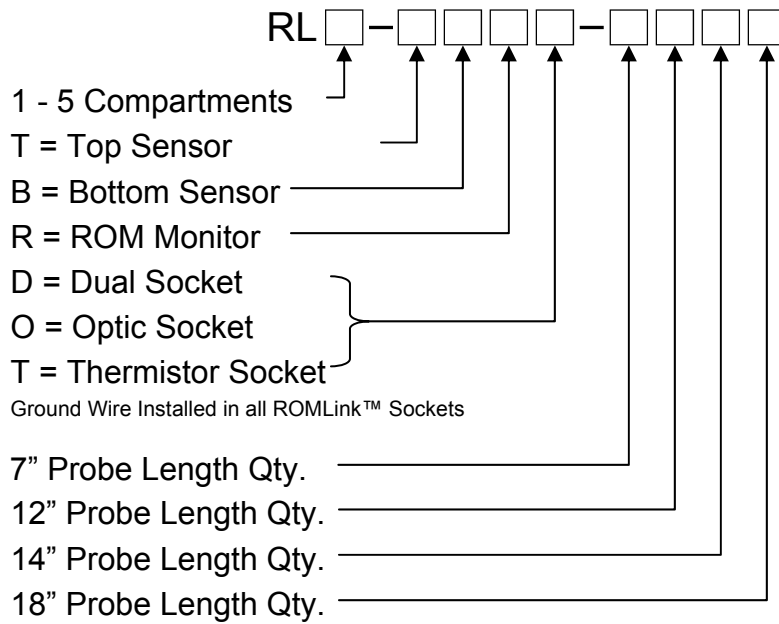 RL - -
1 - 5 Compartments
T = Top Sensor
B = Bottom Sensor
R = ROM Monitor
D = Dual Socket
O = Optic Socket
T = Thermistor Socket
Ground Wire Installed in all ROMLink™ Sockets
7” Probe Length Qty.
12” Probe Length Qty.
14” Probe Length Qty.
18” Probe Length Qty.